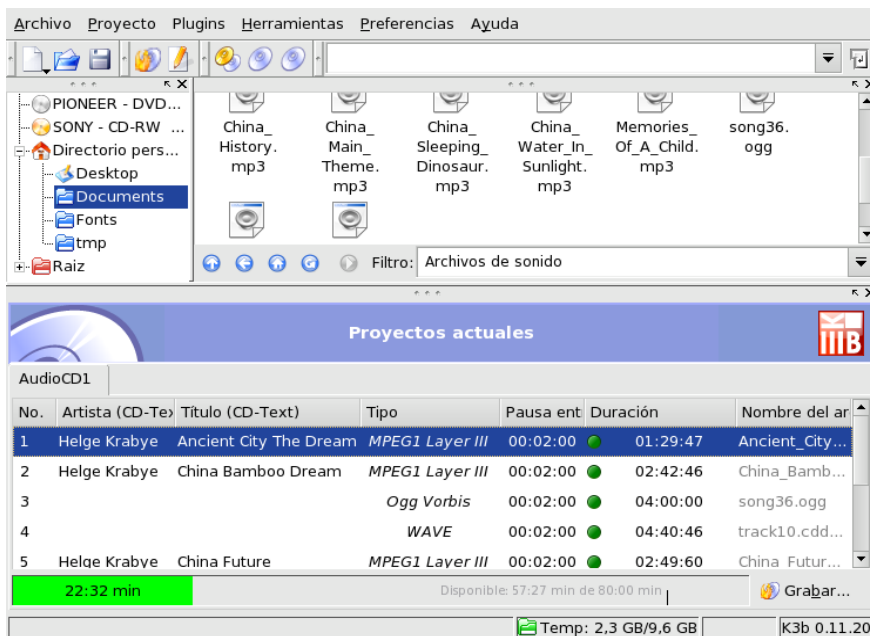 Archivo Proyecto Plugins Herramientas Preferencias Ayuda
PIONEER - DVD...
SONY - CD-RW ...
Directorio pers...
Desktop
Documents
Fonts
tmp
Raiz
China_
History.
mp3
China_
Main_
Theme.
mp3
China_
Sleeping_
Dinosaur.
mp3
China_
Water_In_
Sunlight.
mp3
Memories_
Of_A_Child.
mp3
song36.
ogg
Filtro: Archivos de sonido
Proyectos actuales
AudioCD1
No. Artista (CD-Tex Título (CD-Text) Tipo Pausa ent Duración Nombre del ar
1 Helge Krabye Ancient City The Dream MPEG1 Layer III 00:02:00 01:29:47 Ancient_City...
2 Helge Krabye China Bamboo Dream MPEG1 Layer III 00:02:00 02:42:46 China_Bamb...
3 Ogg Vorbis 00:02:00 04:00:00 song36.ogg
4 WAVE 00:02:00 04:40:46 track10.cdd...
5 Helge Krabye China Future MPEG1 Layer III 00:02:00 02:49:60 China_Futur...
22:32 min Disponible: 57:27 min de 80:00 min Grabar...
Temp: 2,3 GB/9,6 GB K3b 0.11.20